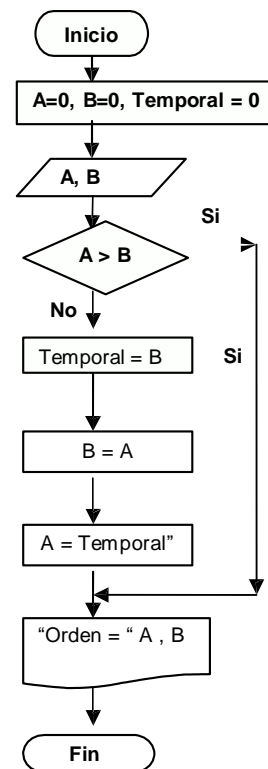 Inicio
A=0, B=0, Temporal = 0
A, B
Si
A > B
No
Si
Temporal = B
B = A
A = Temporal”
“Orden = “ A , B
Fin